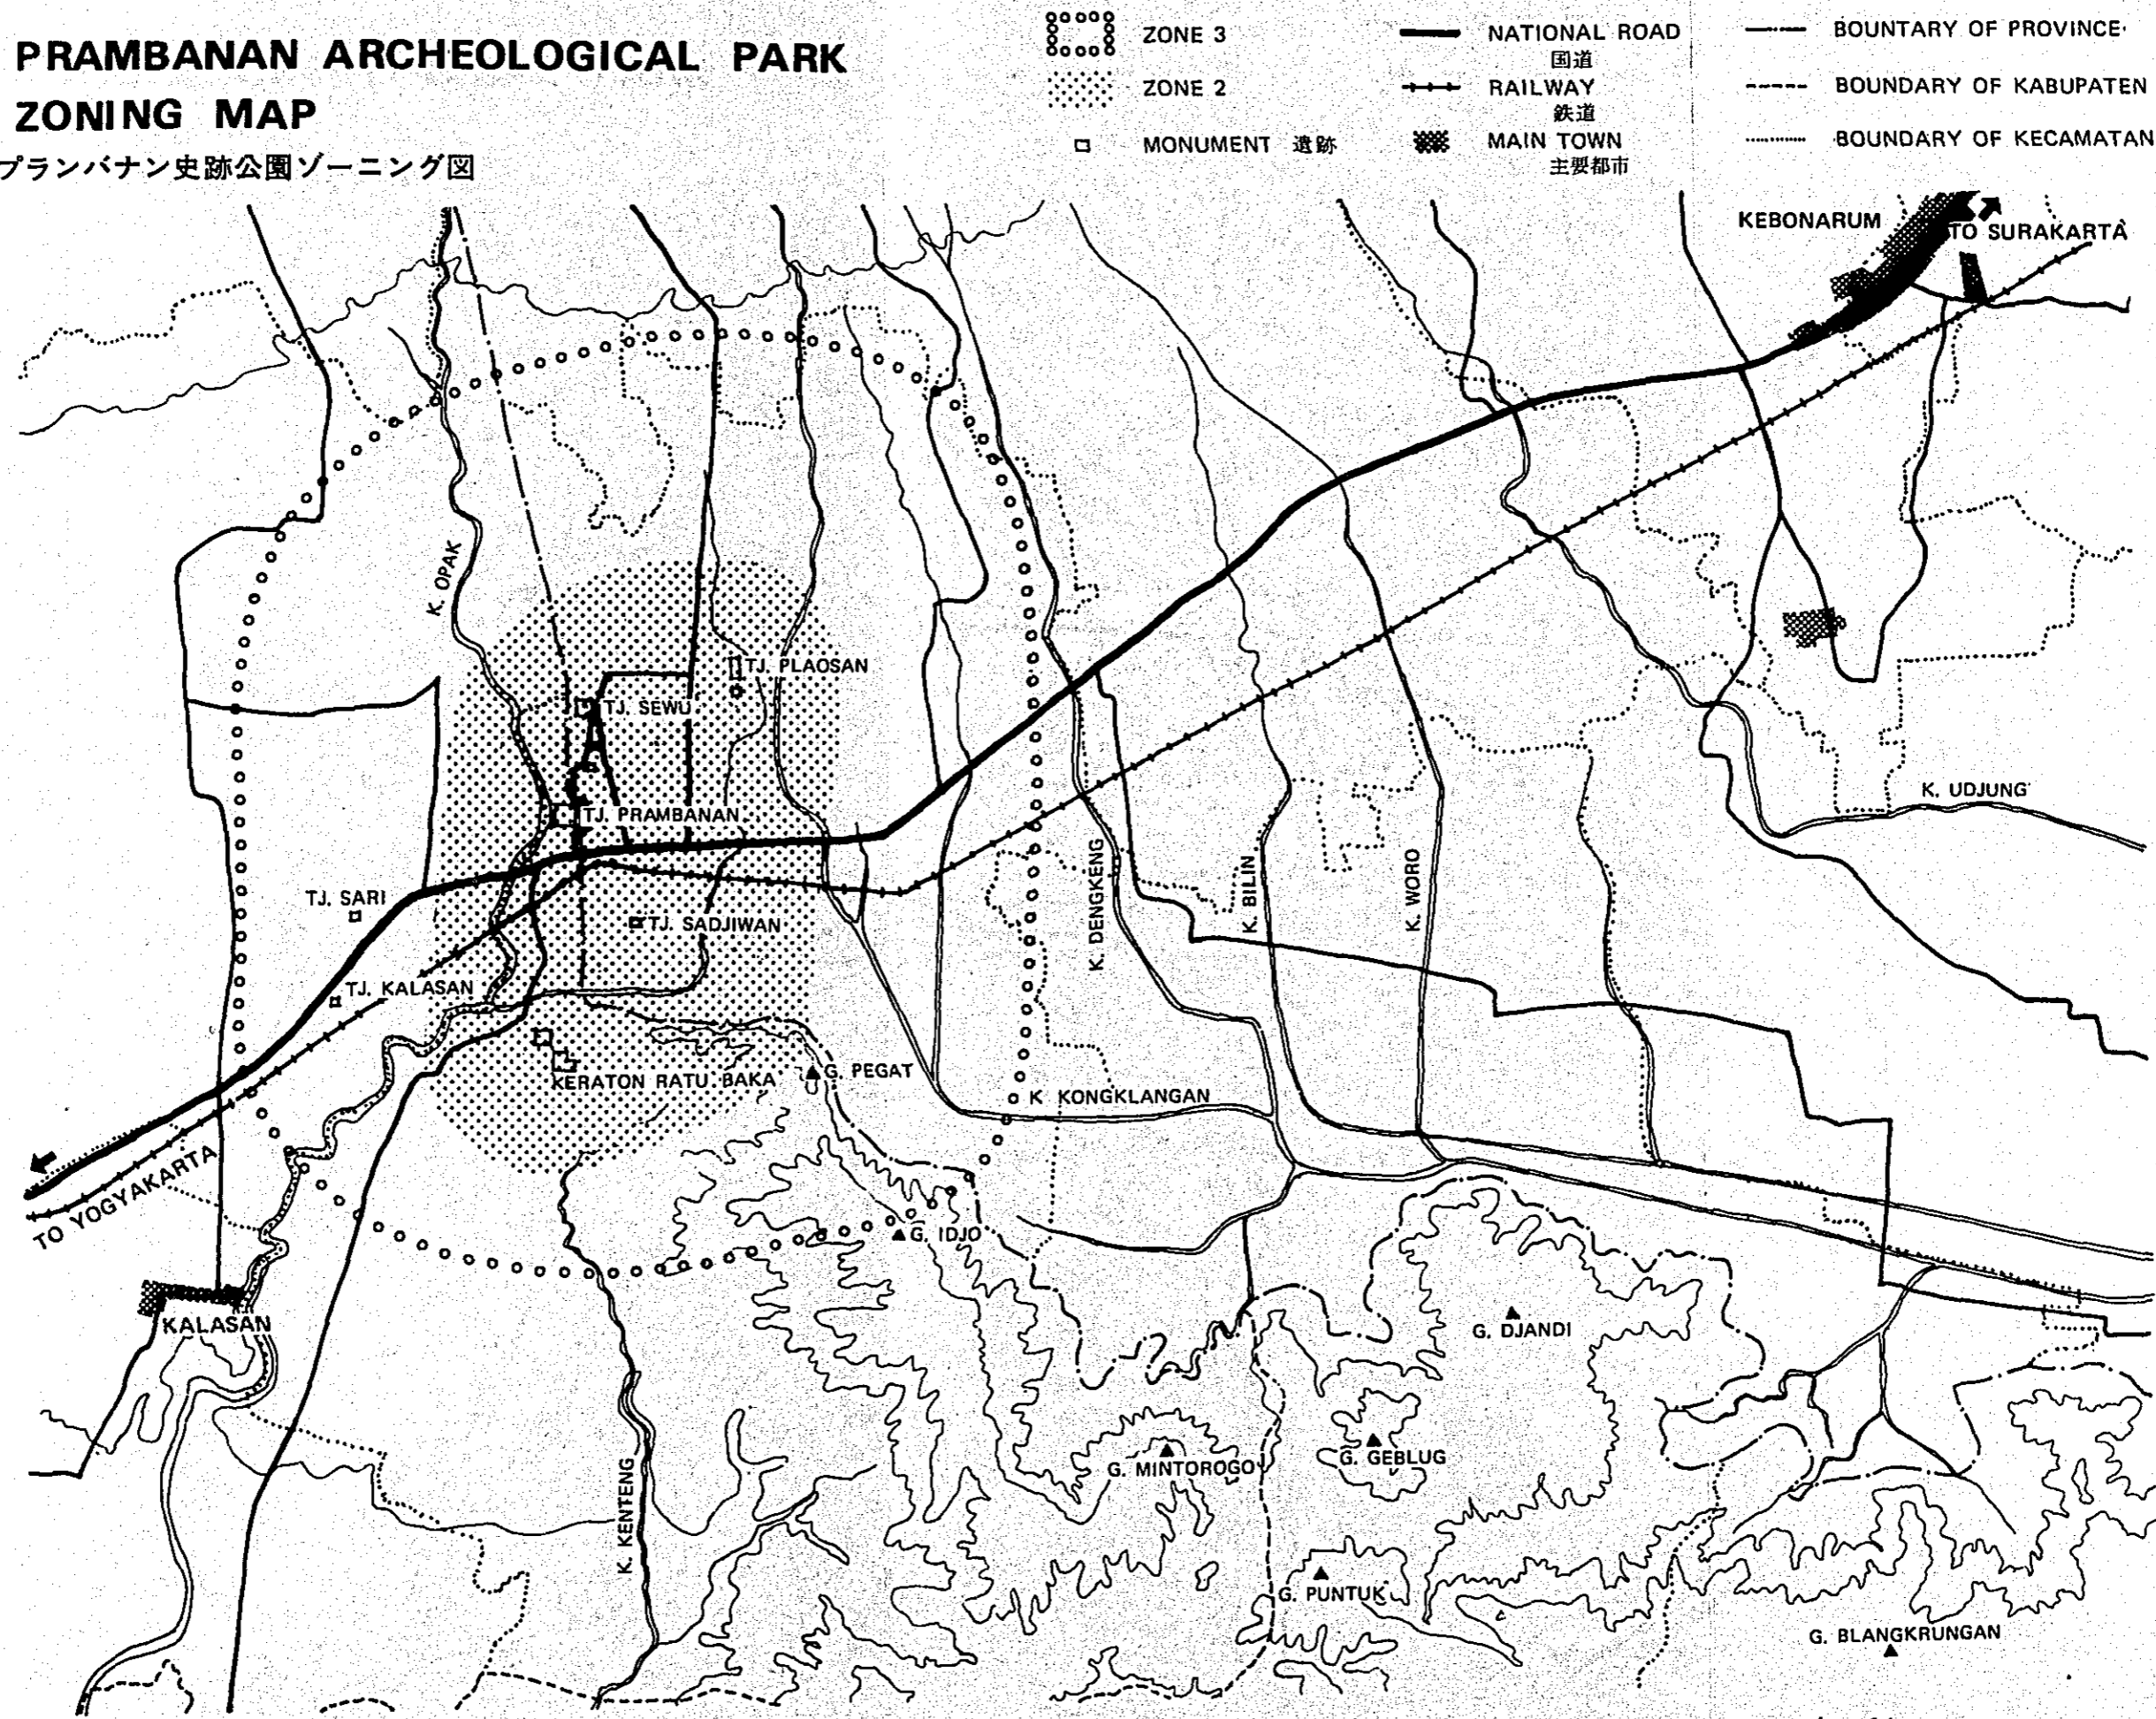 PRAMBANAN ARCHEOLOGICAL PARK
ZONING MAP
プランバナン史跡公園ゾーニング図
ZONE 3
ZONE 2
MONUMENT 遺跡
NATIONAL ROAD
国道
RAILWAY
鉄道
MAIN TOWN
主要都市
BOUNTARY OF PROVINCE
BOUNDARY OF KABUPATEN
BOUNDARY OF KECAMATAN
KEBONARUM
TO SURAKARTA
K. OPAK
TJ. PLAOSAN
TJ. SEWU
TJ. PRAMBANAN
K. UDJUNG
TJ. SARI
TJ. SADJIWAN
K. DENGKENG
K. BILIN
K. WORO
TJ. KALASAN
KERATON RATU BAKA
G. PEGAT
K KONGKLANGAN
TO YOGYAKARTA
G. IDJO
KALASAN
G. DJANDI
G. MINTOROGO
G. GEBLUG
K. KENTENG
G. PUNTUK
G. BLANGKRUNGAN